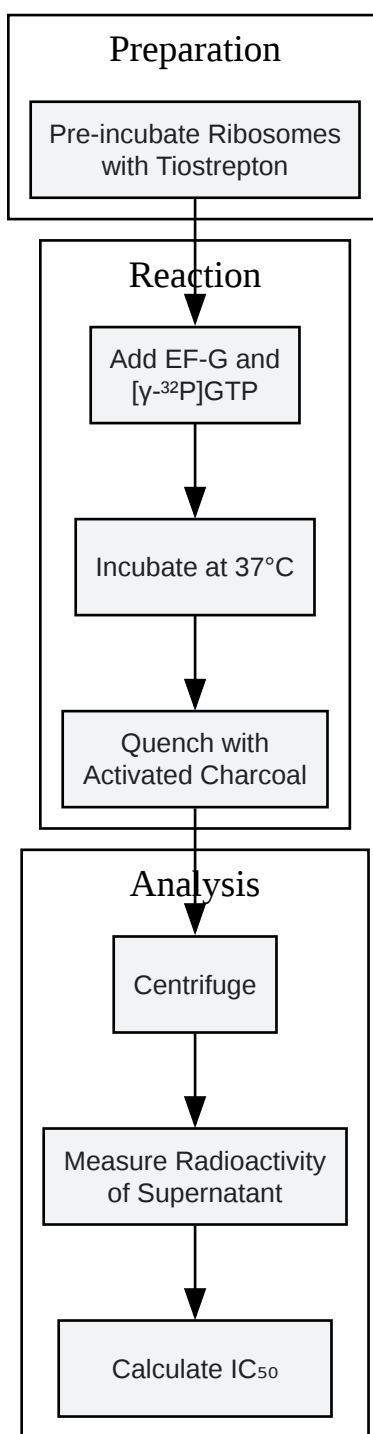 Preparation
Pre-incubate Ribosomes
with Tiostrepton
Reaction
Add EF-G and
[γ-³²P]GTP
Incubate at 37°C
Quench with
Activated Charcoal
Analysis
Centrifuge
Measure Radioactivity
of Supernatant
Calculate IC₅₀